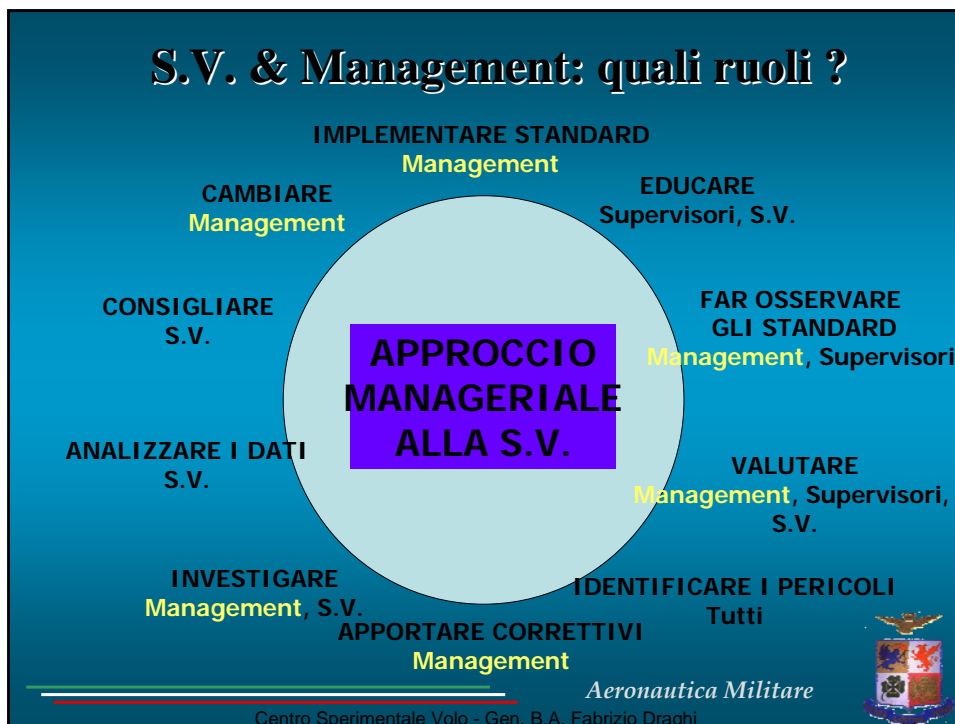 S.V. & Management: quali ruoli ?
IMPLEMENTARE STANDARD
Management
EDUCARE
Supervisori, S.V.
FAR OSSERVARE
GLI STANDARD
Management, Supervisori
VALUTARE
Management, Supervisori,
S.V.
IDENTIFICARE I PERICOLI
Tutti
APPORTARE CORRETTIVI
Management
INVESTIGARE
Management, S.V.
ANALIZZARE I DATI
S.V.
CONSIGLIARE
S.V.
CAMBIARE
Management
APPROCCIO
MANAGERIALE
ALLA S.V.
Aeronautica Militare
Centro Sperimentale Volo - Gen. B.A. Fabrizio Draghi